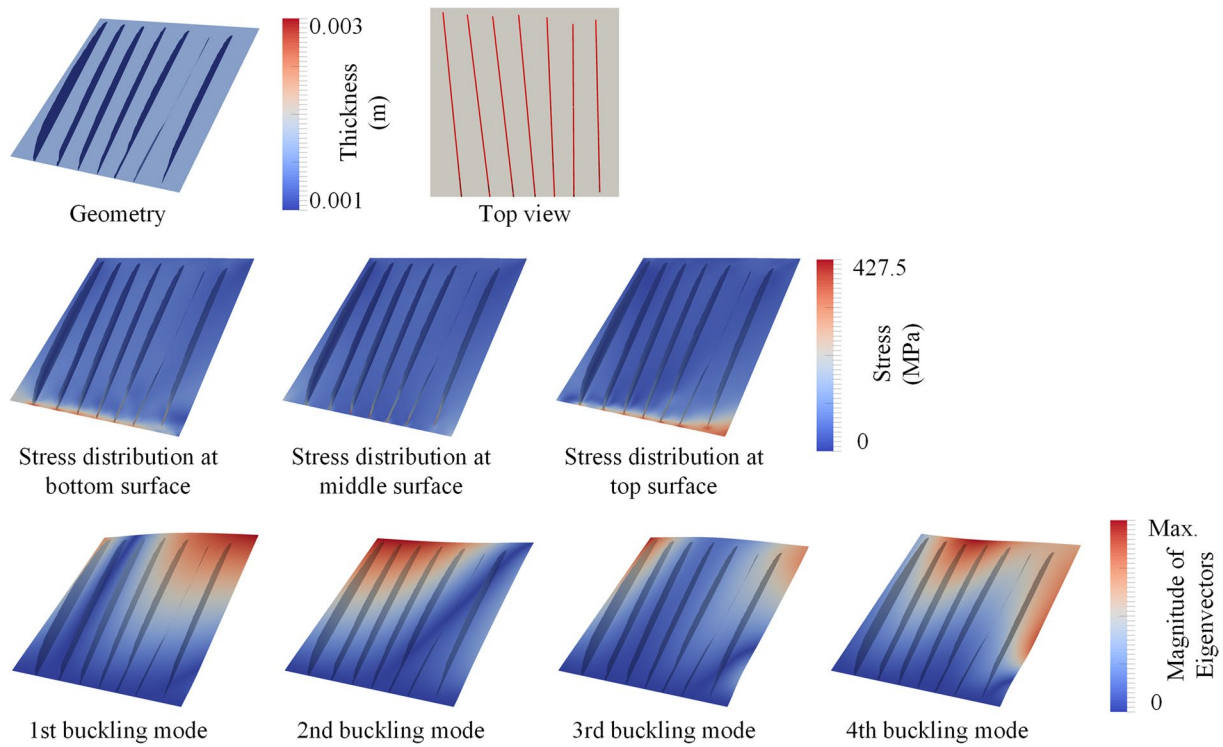 0.003
Thickness
(m)
0.001
Geometry
Top view
427.5
Stress
(MPa)
0
Stress distribution at
bottom surface
Stress distribution at
middle surface
Stress distribution at
top surface
Max.
Magnitude of
Eigenvectors
0
1st buckling mode
2nd buckling mode
3rd buckling mode
4th buckling mode